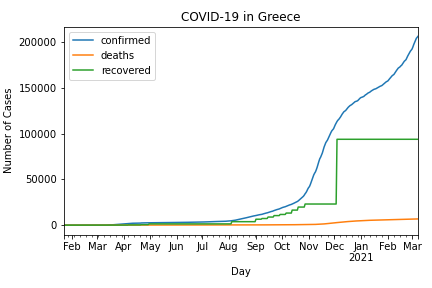 COVID-19 in Greece
confirmed
deaths
recovered
Number of Cases
200000
150000
100000
50000
0
Feb Mar Apr May Jun Jul Aug Sep Oct Nov Dec Jan Feb Mar
2021
Day